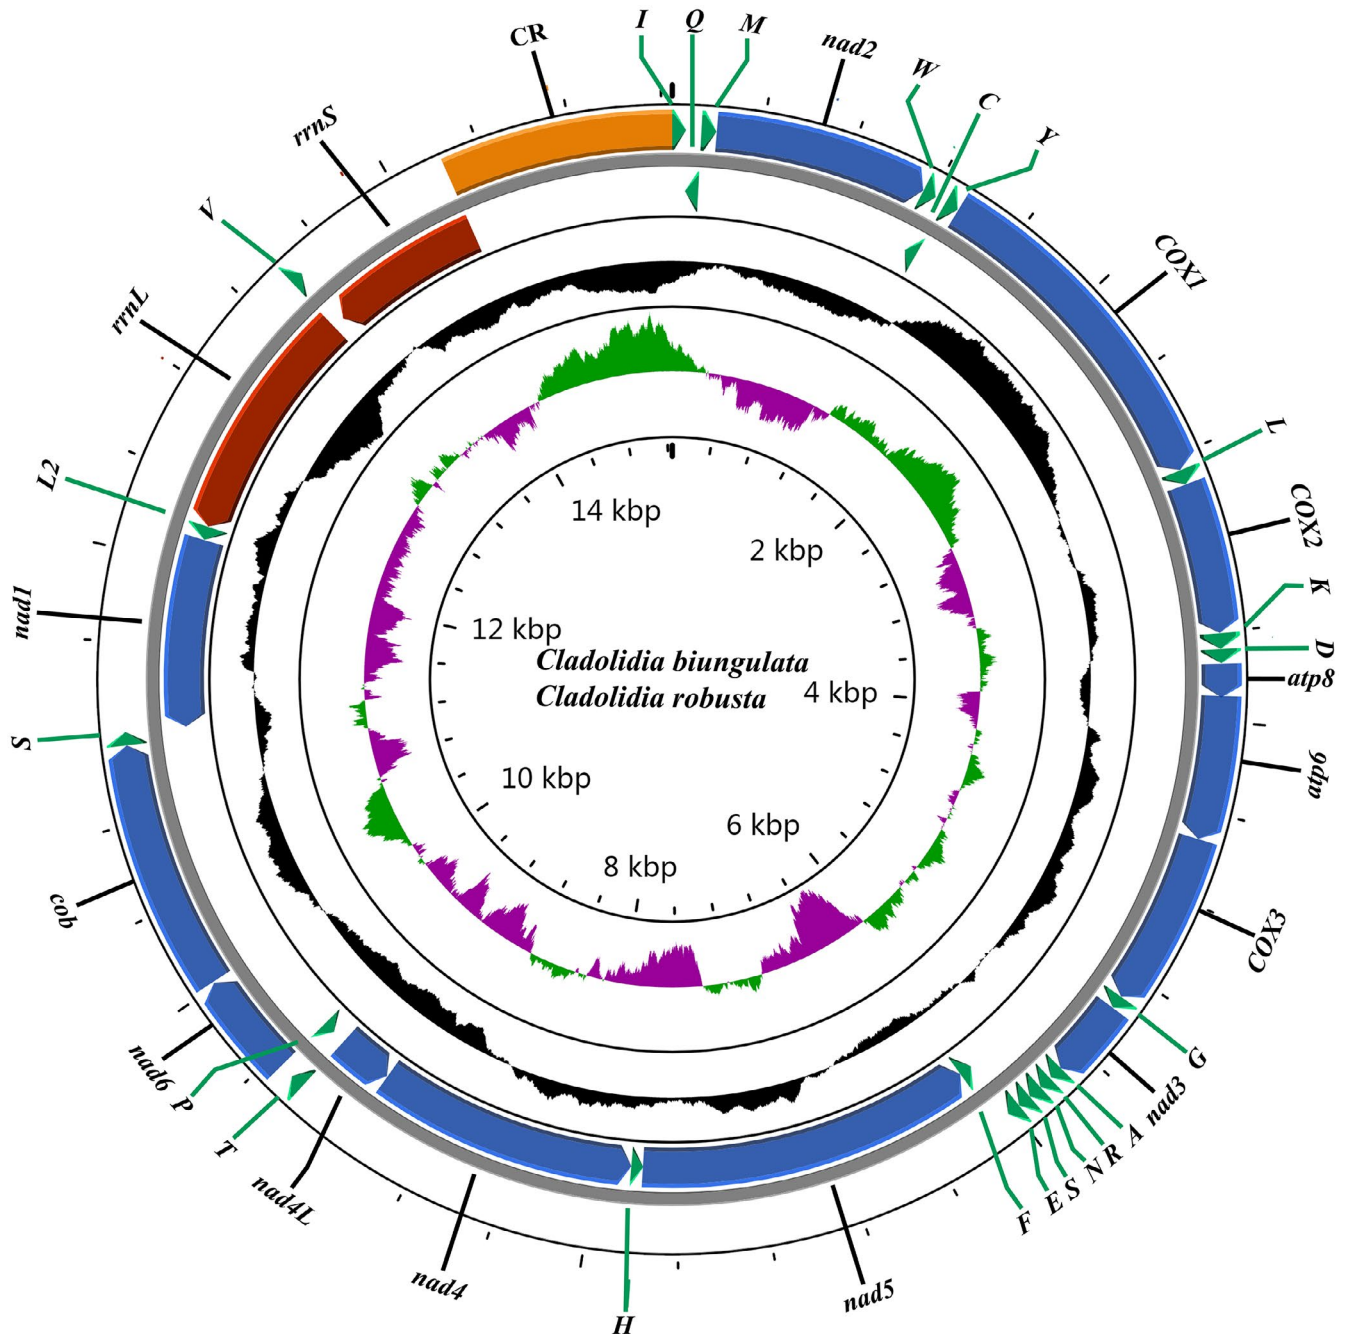 CR
I
Q
M
nad2
W
C
Y
COX1
L
COX2
K
D
atp8
atp6
COX3
G
nad3
A
R
N
S
E
F
nad5
H
nad4
nad4L
T
P
nad6
cob
S
nad1
L2
rrnL
V
rrnS
14 kbp
2 kbp
12 kbp
Cladolidia biungulata
Cladolidia robusta
4 kbp
10 kbp
6 kbp
8 kbp